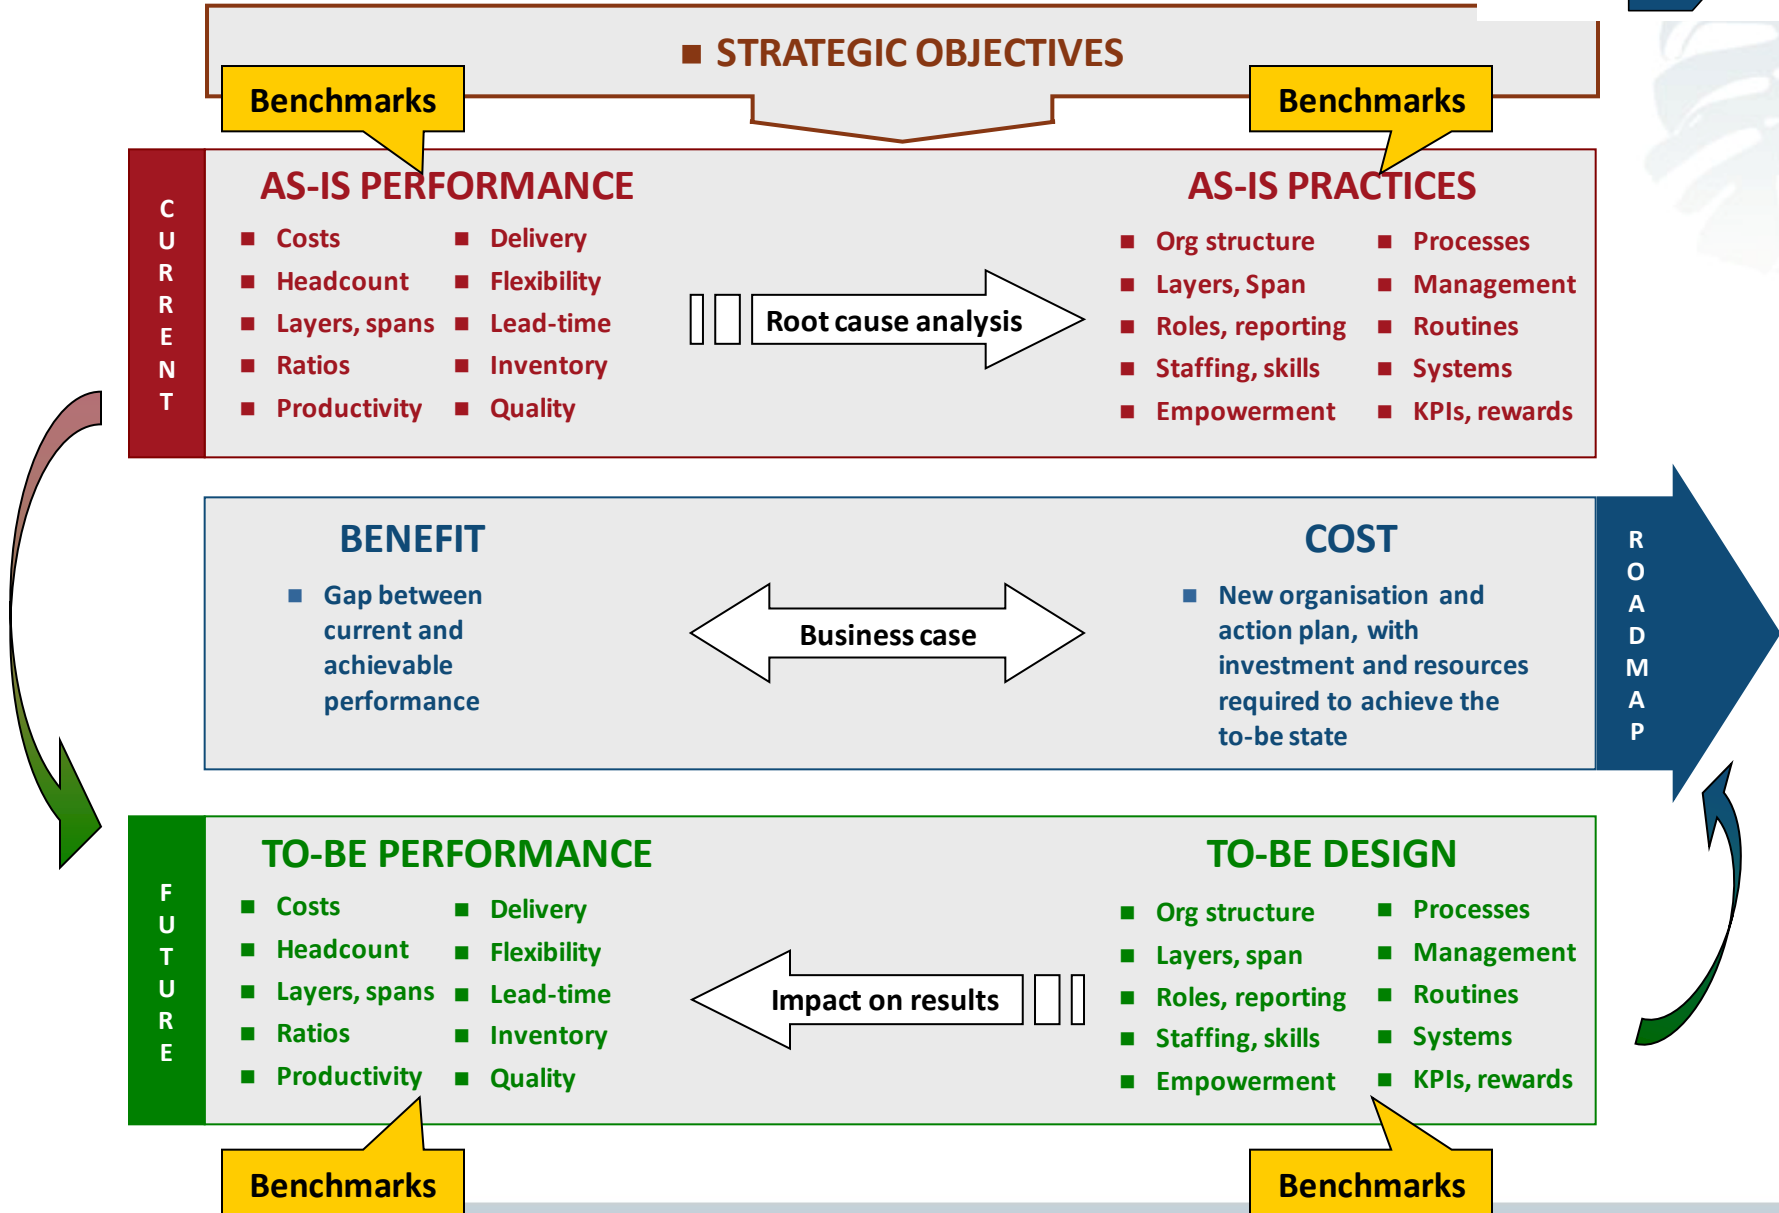 ■ STRATEGIC OBJECTIVES
Benchmarks
Benchmarks
CURRENT
AS-IS PERFORMANCE
■ Costs
■ Headcount
■ Layers, spans
■ Ratios
■ Productivity
■ Delivery
■ Flexibility
■ Lead-time
■ Inventory
■ Quality
Root cause analysis
AS-IS PRACTICES
■ Org structure
■ Layers, Span
■ Roles, reporting
■ Staffing, skills
■ Empowerment
■ Processes
■ Management
■ Routines
■ Systems
■ KPIs, rewards
BENEFIT
■ Gap between
current and
achievable
performance
Business case
COST
■ New organisation and
action plan, with
investment and resources
required to achieve the
to-be state
ROADMAP
FUTURE
TO-BE PERFORMANCE
■ Costs
■ Headcount
■ Layers, spans
■ Ratios
■ Productivity
■ Delivery
■ Flexibility
■ Lead-time
■ Inventory
■ Quality
Impact on results
TO-BE DESIGN
■ Org structure
■ Layers, span
■ Roles, reporting
■ Staffing, skills
■ Empowerment
■ Processes
■ Management
■ Routines
■ Systems
■ KPIs, rewards
Benchmarks
Benchmarks